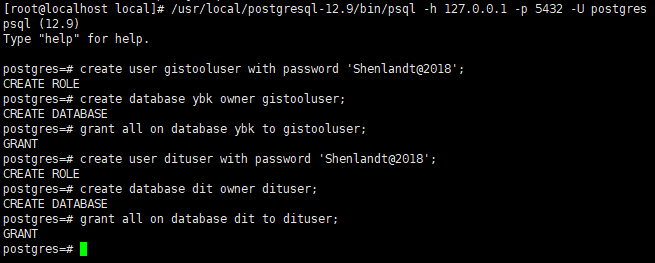 [root@localhost local]# /usr/local/postgresql-12.9/bin/psql -h 127.0.0.1 -p 5432 -U postgres
psql (12.9)
Type "help" for help.
postgres=# create user gistooluser with password 'Shenlandt@2018';
CREATE ROLE
postgres=# create database ybk owner gistooluser;
CREATE DATABASE
postgres=# grant all on database ybk to gistooluser;
GRANT
postgres=# create user dituser with password 'Shenlandt@2018';
CREATE ROLE
postgres=# create database dit owner dituser;
CREATE DATABASE
postgres=# grant all on database dit to dituser;
GRANT
postgres=#